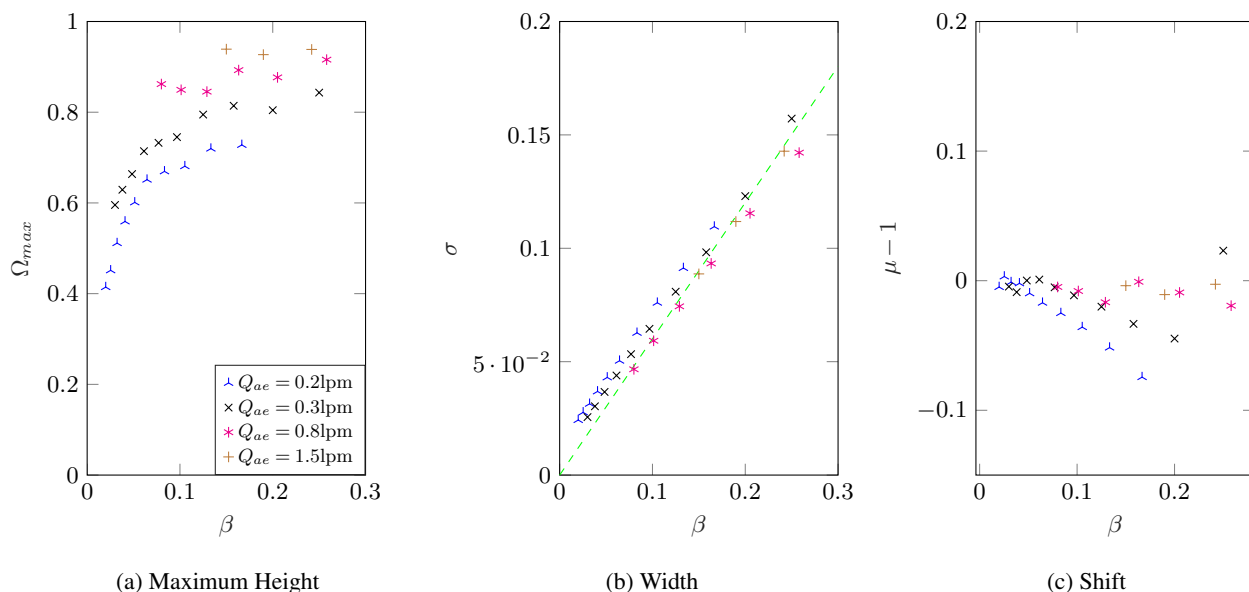 1
0.8
0.6
0.4
0.2
0
0 0.1 0.2 0.3
Ω_max
β
Q_ae = 0.2lpm
Q_ae = 0.3lpm
Q_ae = 0.8lpm
Q_ae = 1.5lpm
(a) Maximum Height
0.2
0.15
0.1
5 · 10^−2
0
0 0.1 0.2 0.3
σ
β
(b) Width
0.2
0.1
0
−0.1
0 0.1 0.2
μ − 1
β
(c) Shift